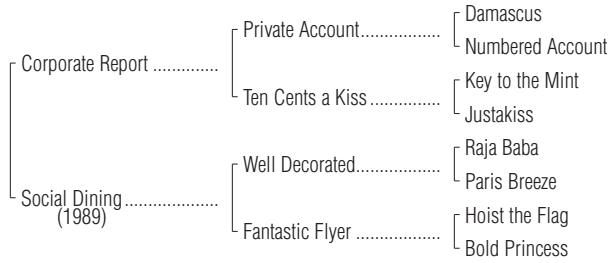 Damascus
Private Account..................
Numbered Account
Corporate Report ...............
Key to the Mint
Ten Cents a Kiss ................
Justakiss
Raja Baba
Well Decorated...................
Paris Breeze
Social Dining.....................
(1989)
Hoist the Flag
Fantastic Flyer ...................
Bold Princess